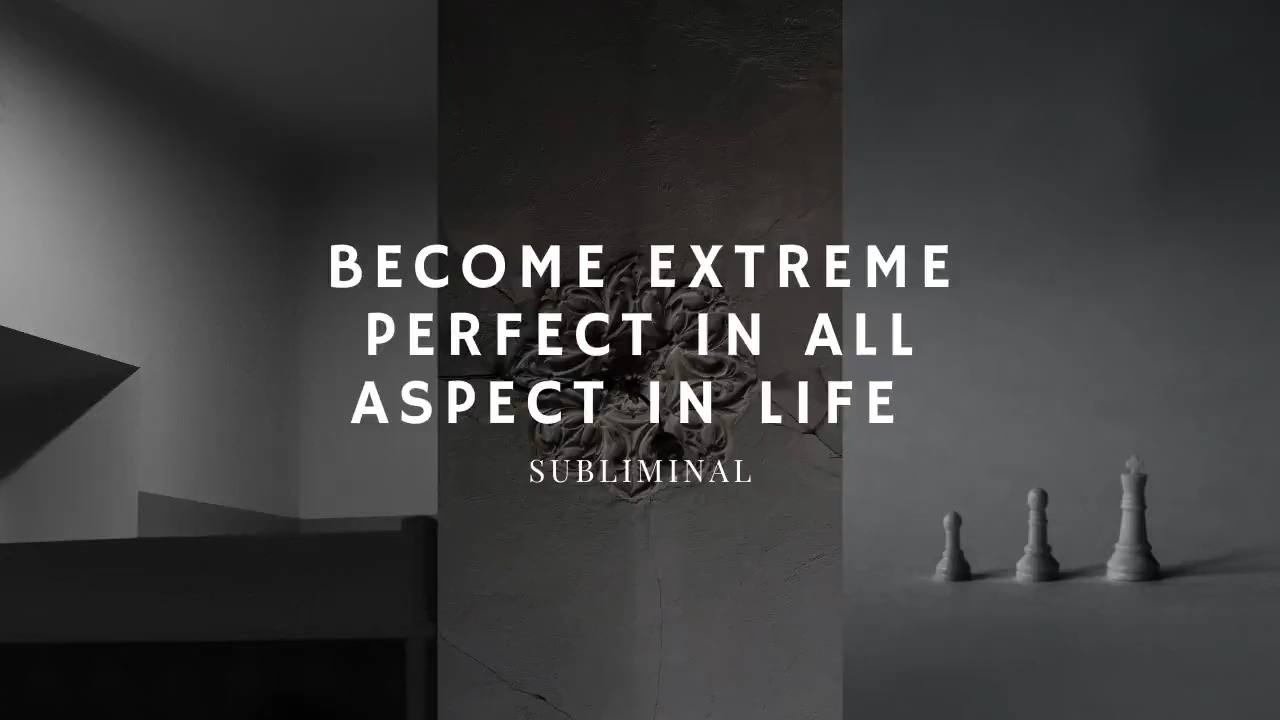 BECOME EXTREME
PERFECT IN ALL
ASPECT IN LIFE
SUBLIMINAL